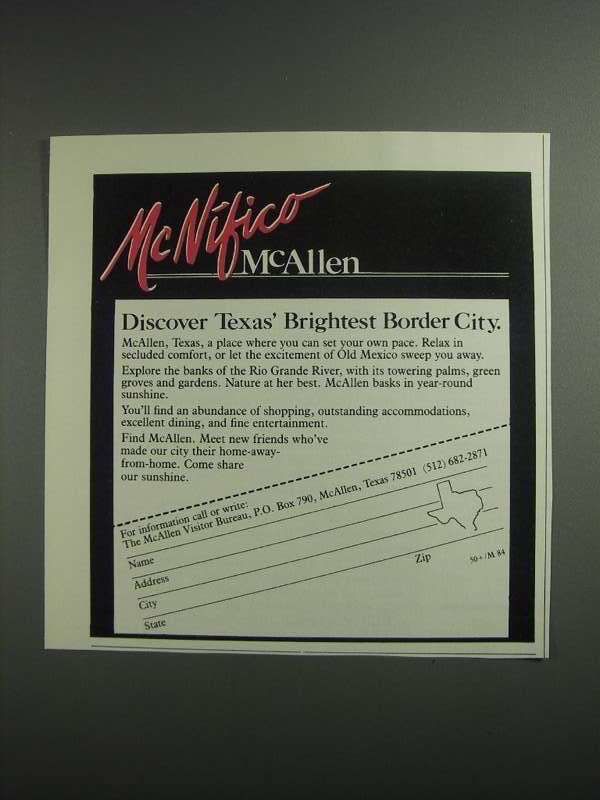 McNífico
McAllen
Discover Texas' Brightest Border City.
McAllen, Texas, a place where you can set your own pace. Relax in
secluded comfort, or let the excitement of Old Mexico sweep you away.
Explore the banks of the Rio Grande River, with its towering palms, green
groves and gardens. Nature at her best. McAllen basks in year-round
sunshine.
You'll find an abundance of shopping, outstanding accommodations,
excellent dining, and fine entertainment.
Find McAllen. Meet new friends who've
made our city their home-away-
from-home. Come share
our sunshine.
For information call or write:
The McAllen Visitor Bureau, P.O. Box 790, McAllen, Texas 78501 (512) 682-2871
Name
Address
City
State
Zip
50+/M 84